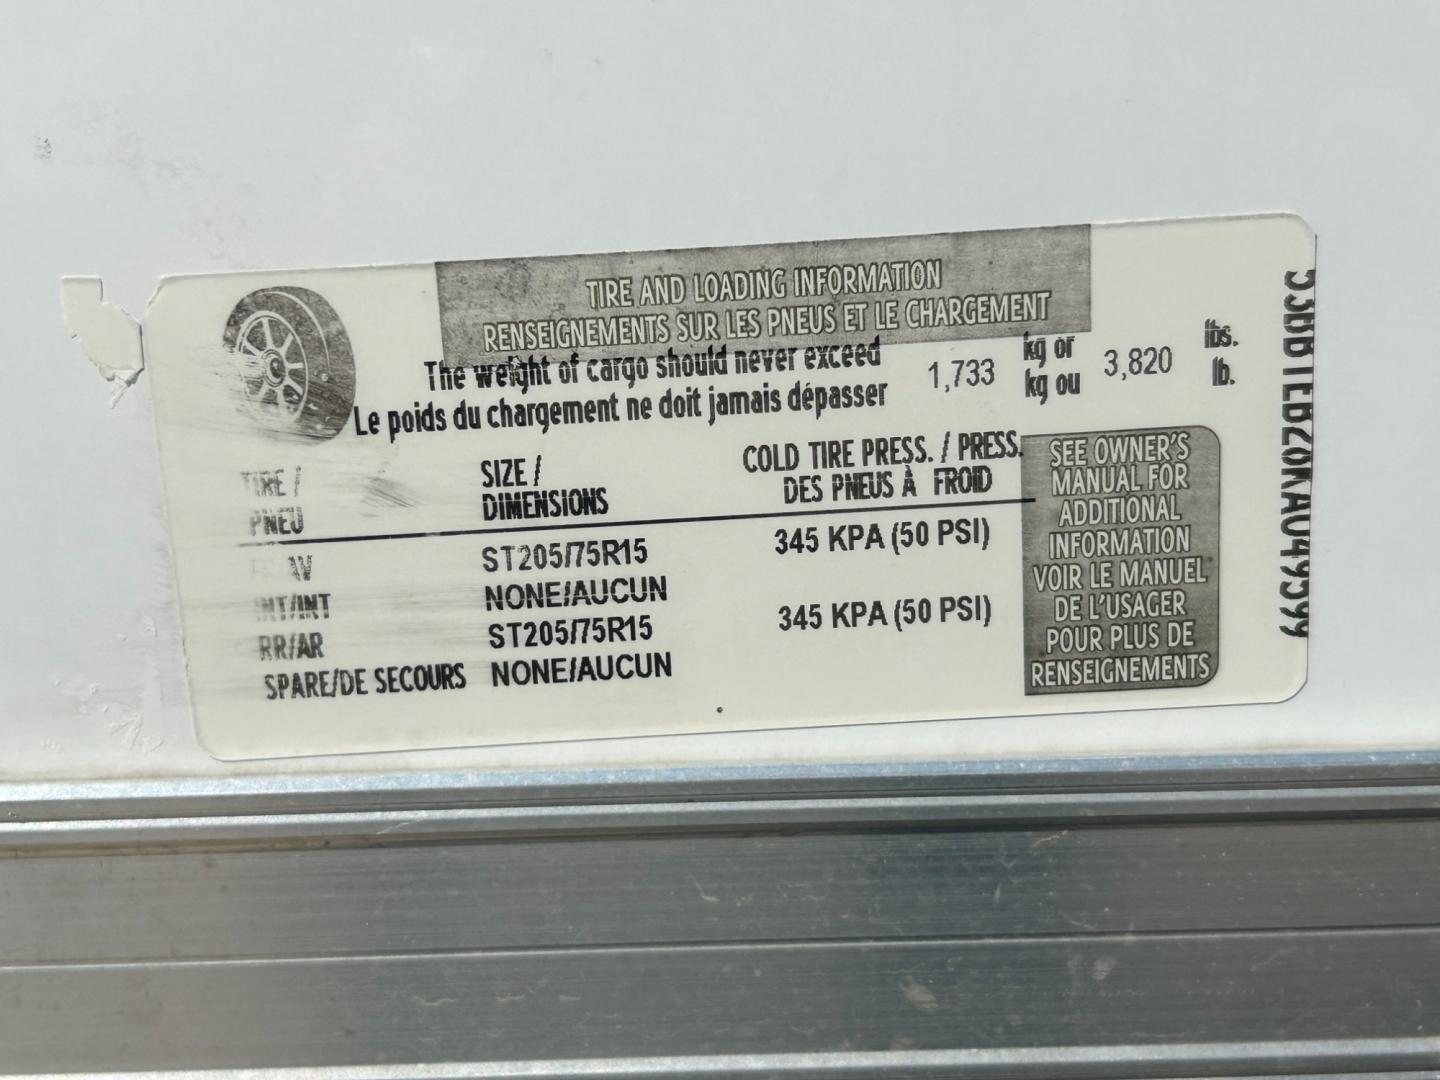 TIRE AND LOADING INFORMATION
RENSEIGNEMENTS SUR LES PNEUS ET LE CHARGEMENT
The weight of cargo should never exceed 1,733 kg or 3,820 lbs.
Le poids du chargement ne doit jamais dépasser kg ou lb.
TIRE / SIZE / COLD TIRE PRESS. / PRESS.
PNEU DIMENSIONS DES PNEUS À FROID
AV ST205/75R15 345 KPA (50 PSI)
INT/INT NONE/AUCUN
RR/AR ST205/75R15 345 KPA (50 PSI)
SPARE/DE SECOURS NONE/AUCUN
SEE OWNER'S
MANUAL FOR
ADDITIONAL
INFORMATION
VOIR LE MANUEL
DE L'USAGER
POUR PLUS DE
RENSEIGNEMENTS